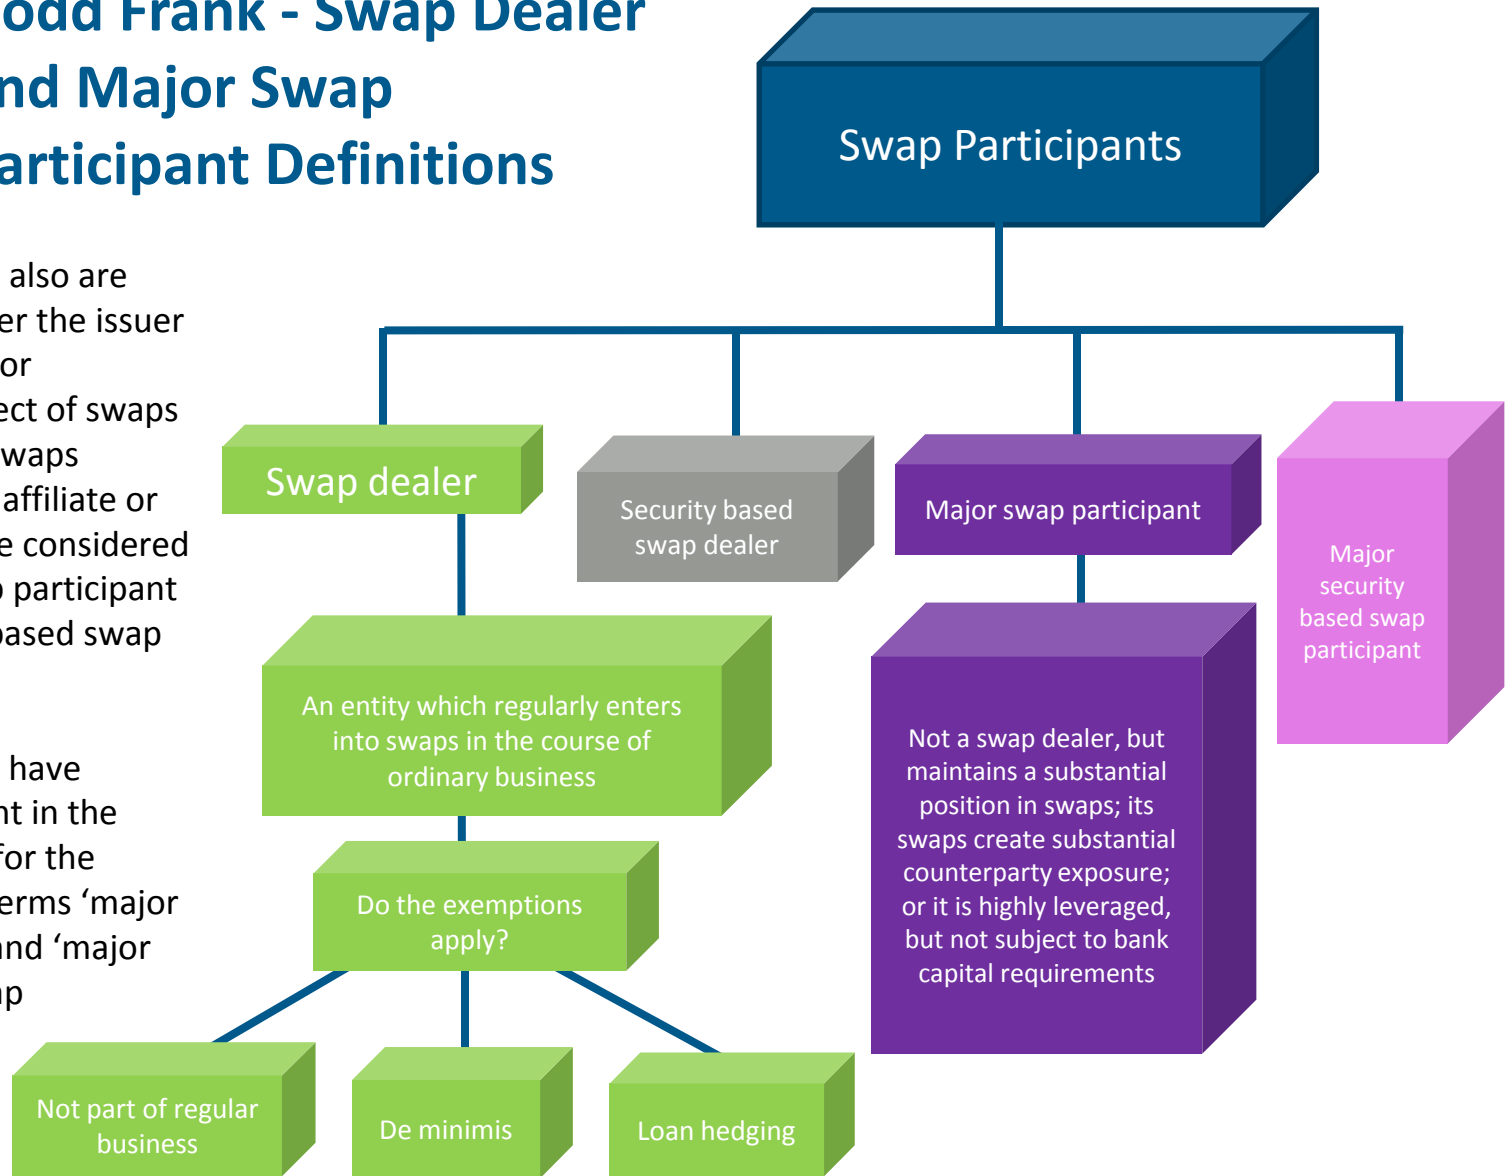 odd Frank - Swap Dealer
nd Major Swap
articipant Definitions
also are
er the issuer
or
ect of swaps
waps
affiliate or
e considered
p participant
based swap
have
nt in the
for the
erms ‘major
and ‘major
ap
Swap Participants
Swap dealer
Security based
swap dealer
Major swap participant
Major
security
based swap
participant
An entity which regularly enters
into swaps in the course of
ordinary business
Not a swap dealer, but
maintains a substantial
position in swaps; its
swaps create substantial
counterparty exposure;
or it is highly leveraged,
but not subject to bank
capital requirements
Do the exemptions
apply?
Not part of regular
business
De minimis
Loan hedging